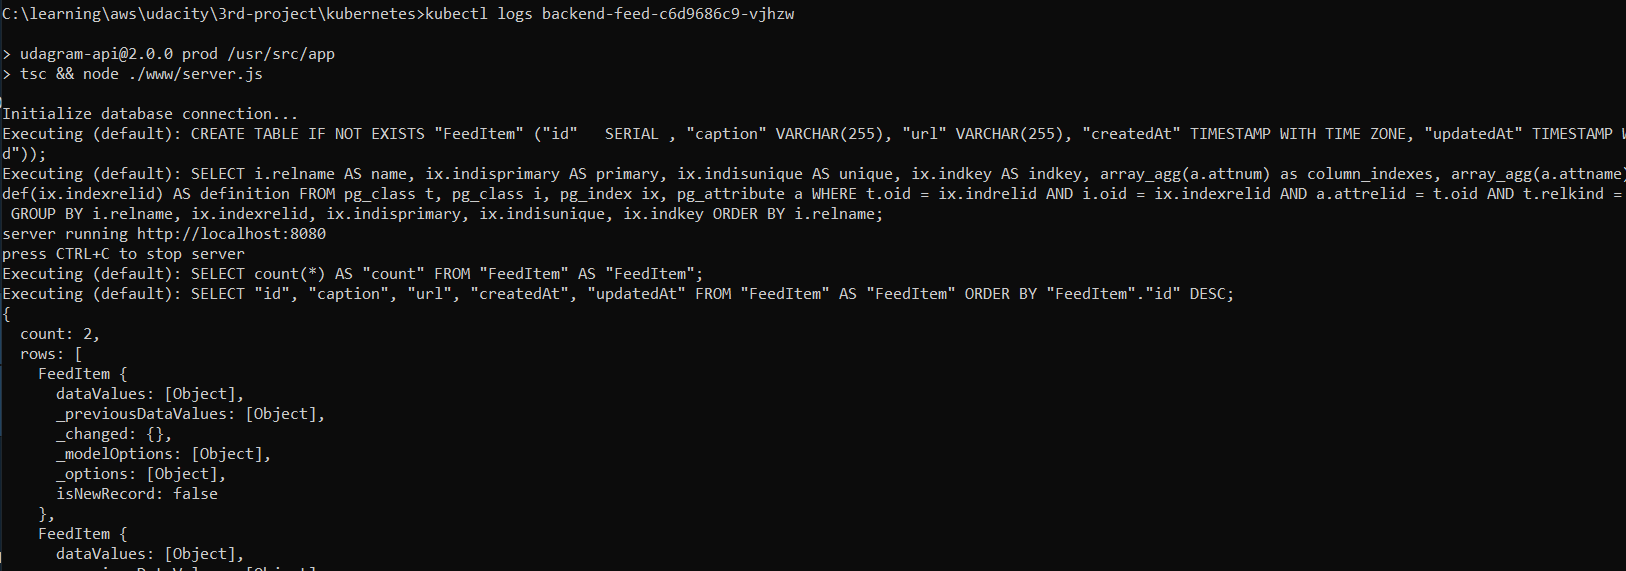 C:\learning\aws\udacity\3rd-project\kubernetes>kubectl logs backend-feed-c6d9686c9-vjhzw
> udagram-api@2.0.0 prod /usr/src/app
> tsc && node ./www/server.js
Initialize database connection...
Executing (default): CREATE TABLE IF NOT EXISTS "FeedItem" ("id"   SERIAL , "caption" VARCHAR(255), "url" VARCHAR(255), "createdAt" TIMESTAMP WITH TIME ZONE, "updatedAt" TIMESTAMP
d"));
Executing (default): SELECT i.relname AS name, ix.indisprimary AS primary, ix.indisunique AS unique, ix.indkey AS indkey, array_agg(a.attnum) as column_indexes, array_agg(a.attname)
def(ix.indexrelid) AS definition FROM pg_class t, pg_class i, pg_index ix, pg_attribute a WHERE t.oid = ix.indrelid AND i.oid = ix.indexrelid AND a.attrelid = t.oid AND t.relkind =
 GROUP BY i.relname, ix.indexrelid, ix.indisprimary, ix.indisunique, ix.indkey ORDER BY i.relname;
server running http://localhost:8080
press CTRL+C to stop server
Executing (default): SELECT count(*) AS "count" FROM "FeedItem" AS "FeedItem";
Executing (default): SELECT "id", "caption", "url", "createdAt", "updatedAt" FROM "FeedItem" AS "FeedItem" ORDER BY "FeedItem"."id" DESC;
{
  count: 2,
  rows: [
    FeedItem {
      dataValues: [Object],
      _previousDataValues: [Object],
      _changed: {},
      _modelOptions: [Object],
      _options: [Object],
      isNewRecord: false
    },
    FeedItem {
      dataValues: [Object],